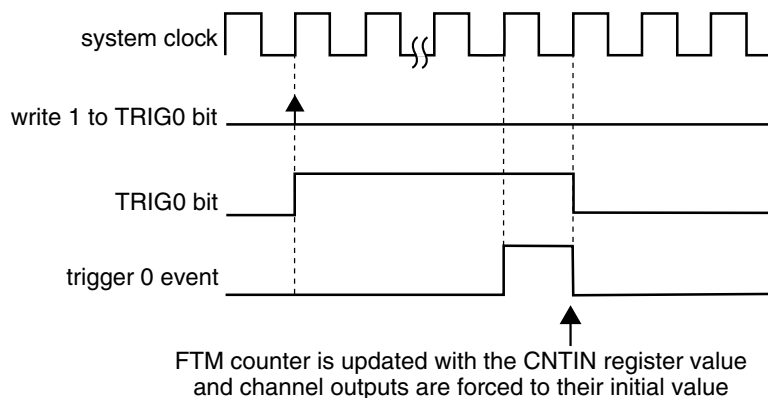 system clock
write 1 to TRIG0 bit
TRIG0 bit
trigger 0 event
FTM counter is updated with the CNTIN register value
and channel outputs are forced to their initial value